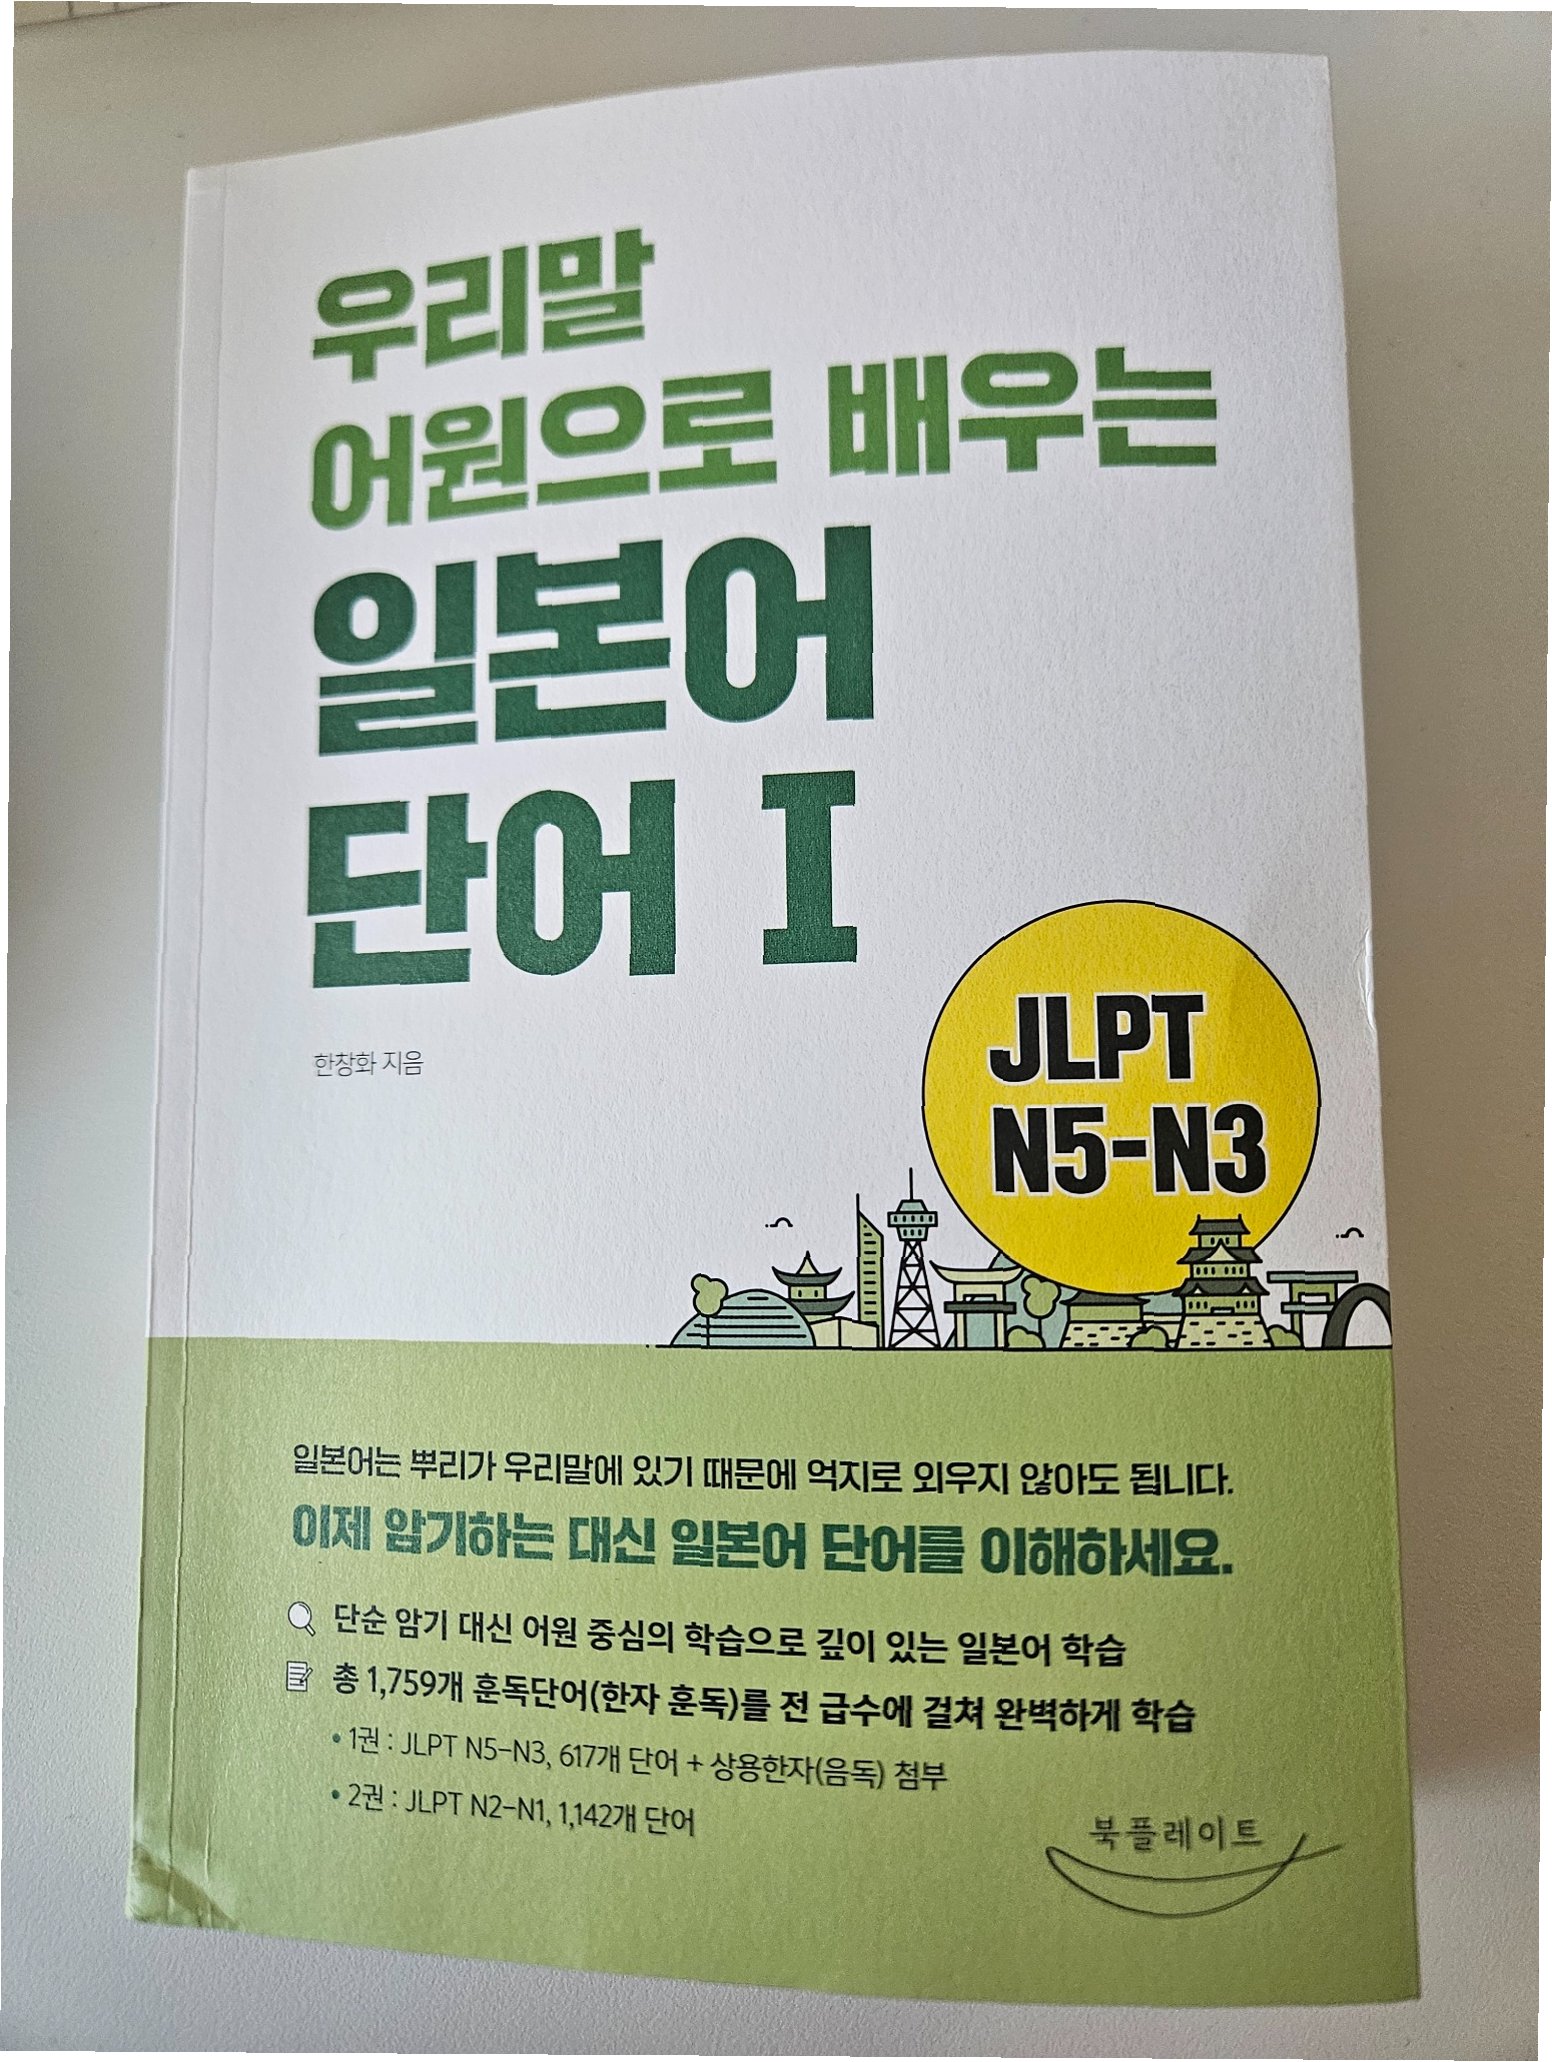 우리말
어원으로 배우는
일본어
단어 I
한창화 지음
JLPT
N5-N3
일본어는 뿌리가 우리말에 있기 때문에 억지로 외우지 않아도 됩니다.
이제 암기하는 대신 일본어 단어를 이해하세요.
단순 암기 대신 어원 중심의 학습으로 깊이 있는 일본어 학습
총 1,759개 훈독단어(한자 훈독)를 전 급수에 걸쳐 완벽하게 학습
• 1권 : JLPT N5-N3, 617개 단어 + 상용한자(음독) 첨부
• 2권 : JLPT N2-N1, 1,142개 단어
북플레이트